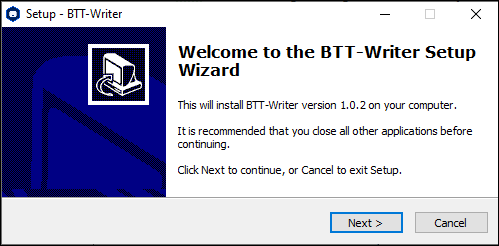 Setup - BTT-Writer
Welcome to the BTT-Writer Setup
Wizard
This will install BTT-Writer version 1.0.2 on your computer.
It is recommended that you close all other applications before
continuing.
Click Next to continue, or Cancel to exit Setup.
Next >
Cancel